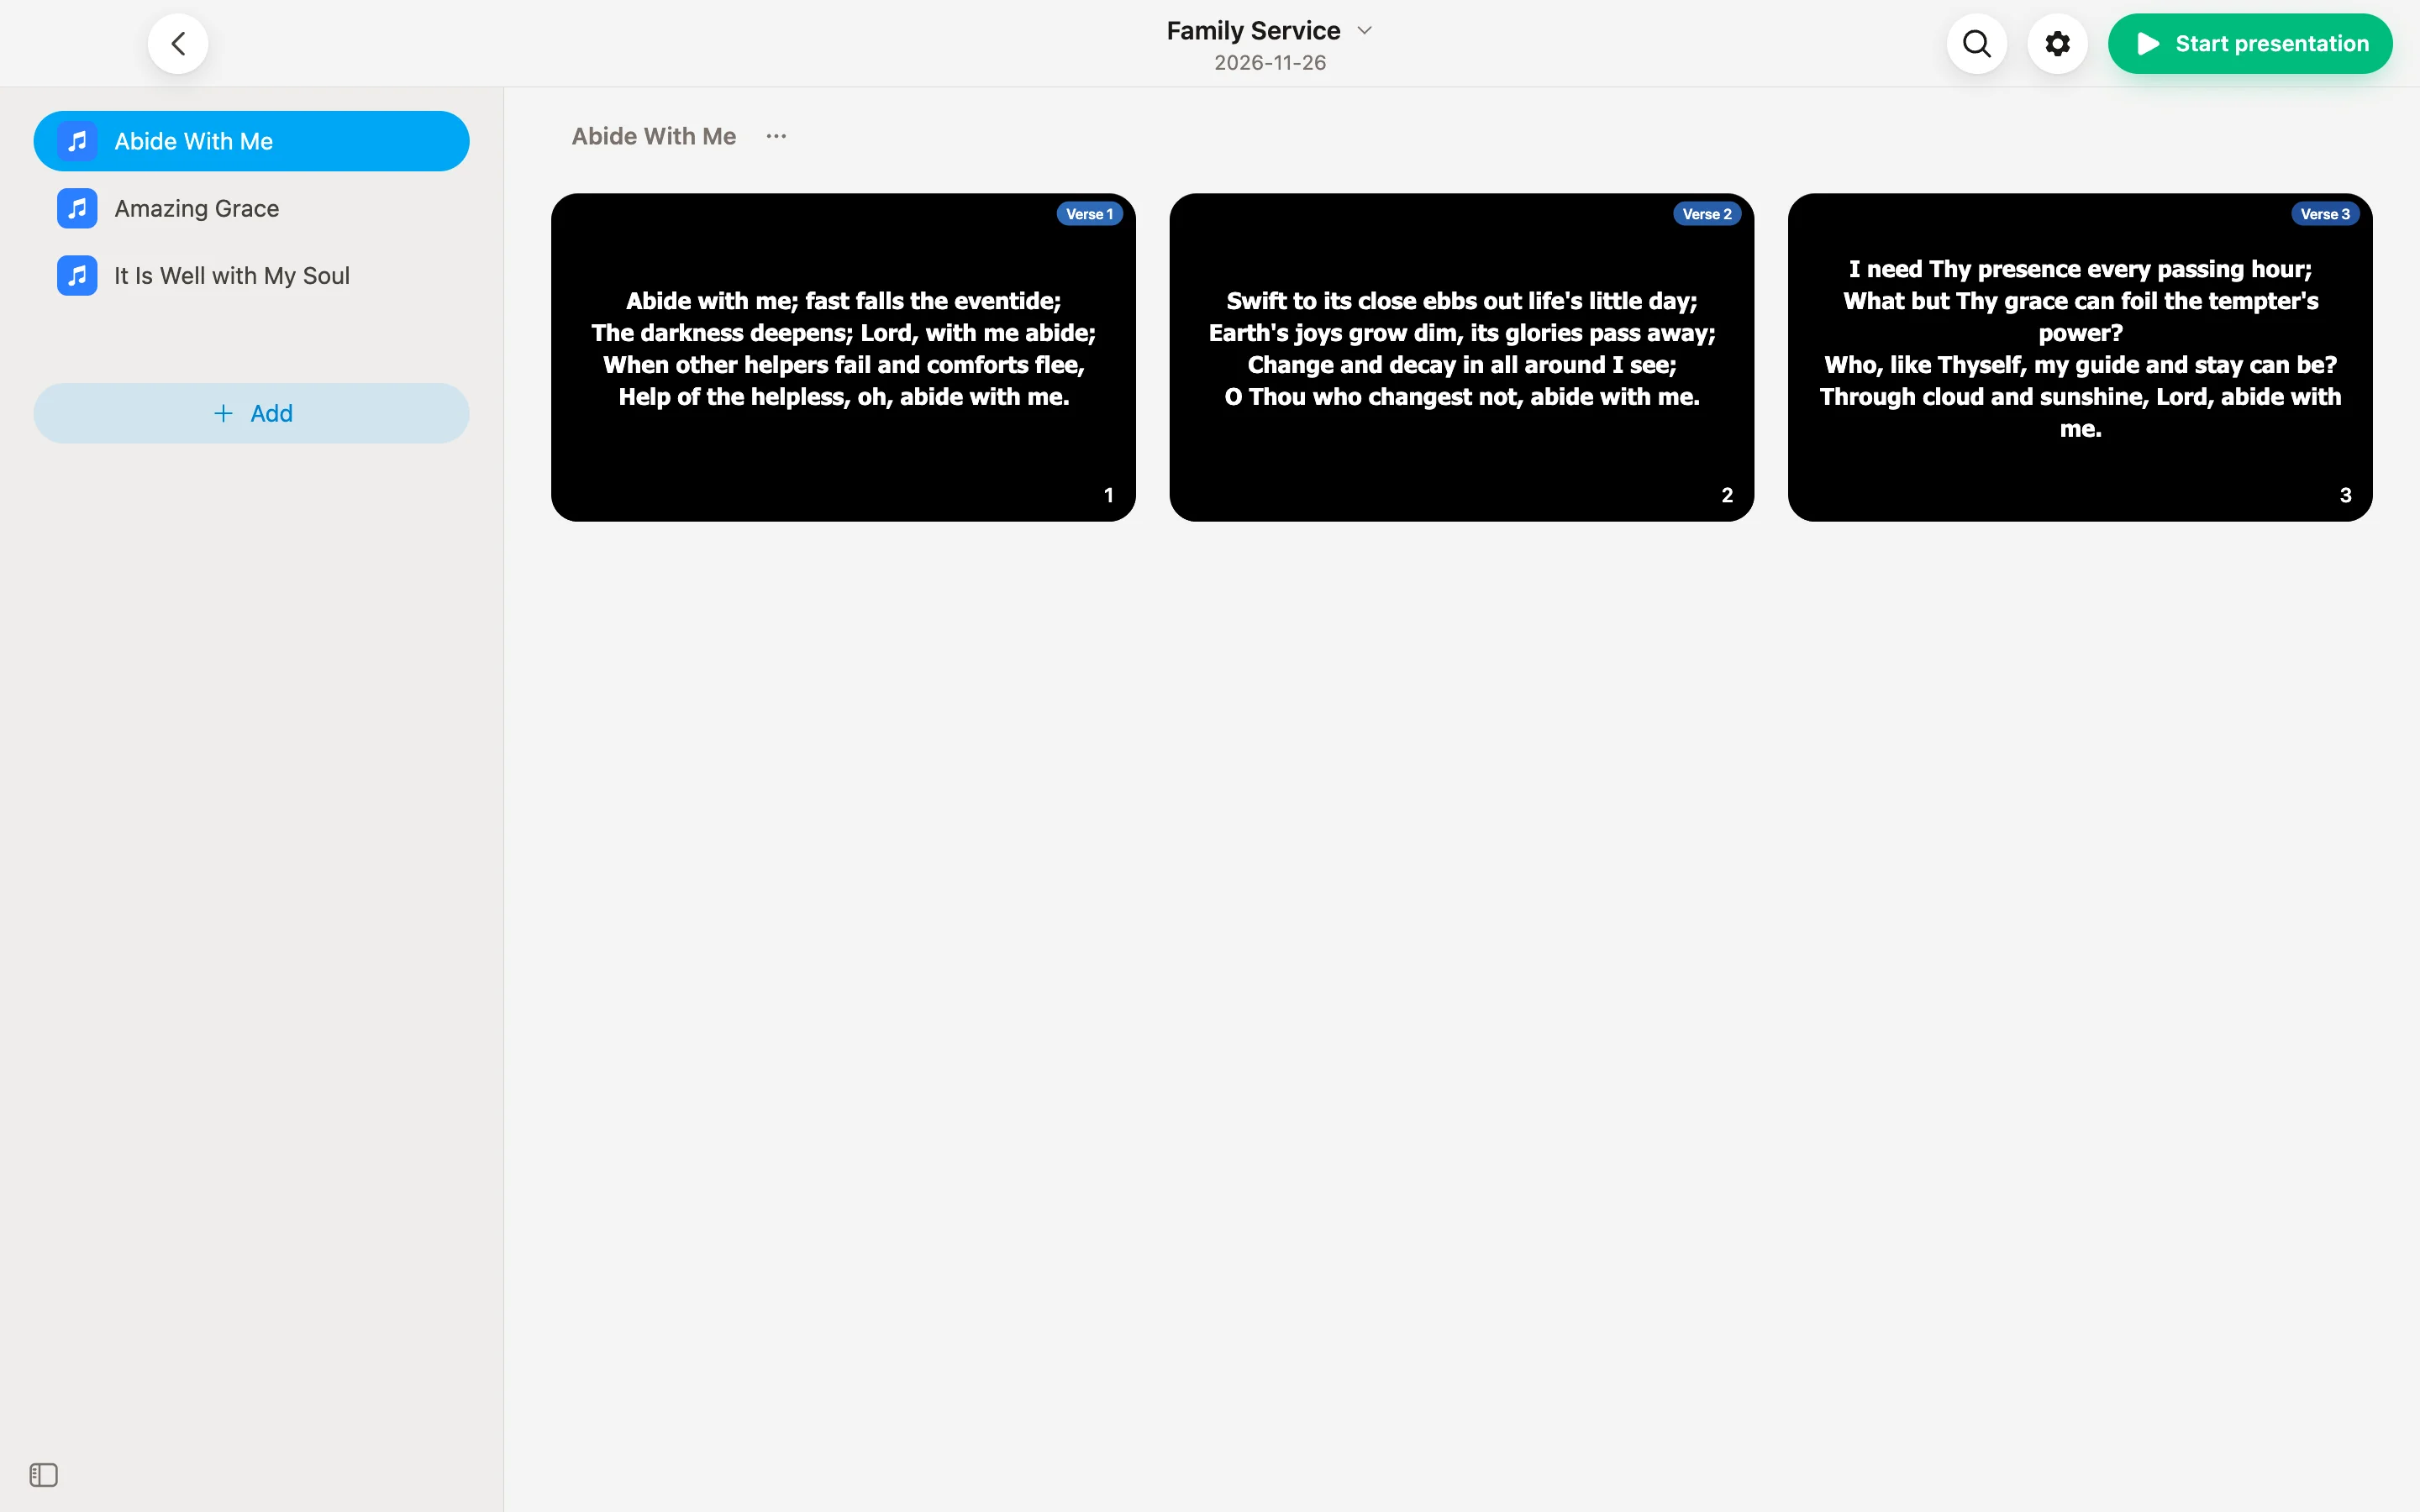 Family Service
2026-11-26
Start presentation
Abide With Me
Amazing Grace
It Is Well with My Soul
Add
Abide With Me
Verse 1
Abide with me; fast falls the eventide;
The darkness deepens; Lord, with me abide;
When other helpers fail and comforts flee,
Help of the helpless, oh, abide with me.
1
Verse 2
Swift to its close ebbs out life's little day;
Earth's joys grow dim, its glories pass away;
Change and decay in all around I see;
O Thou who changest not, abide with me.
2
Verse 3
I need Thy presence every passing hour;
What but Thy grace can foil the tempter's
power?
Who, like Thyself, my guide and stay can be?
Through cloud and sunshine, Lord, abide with
me.
3